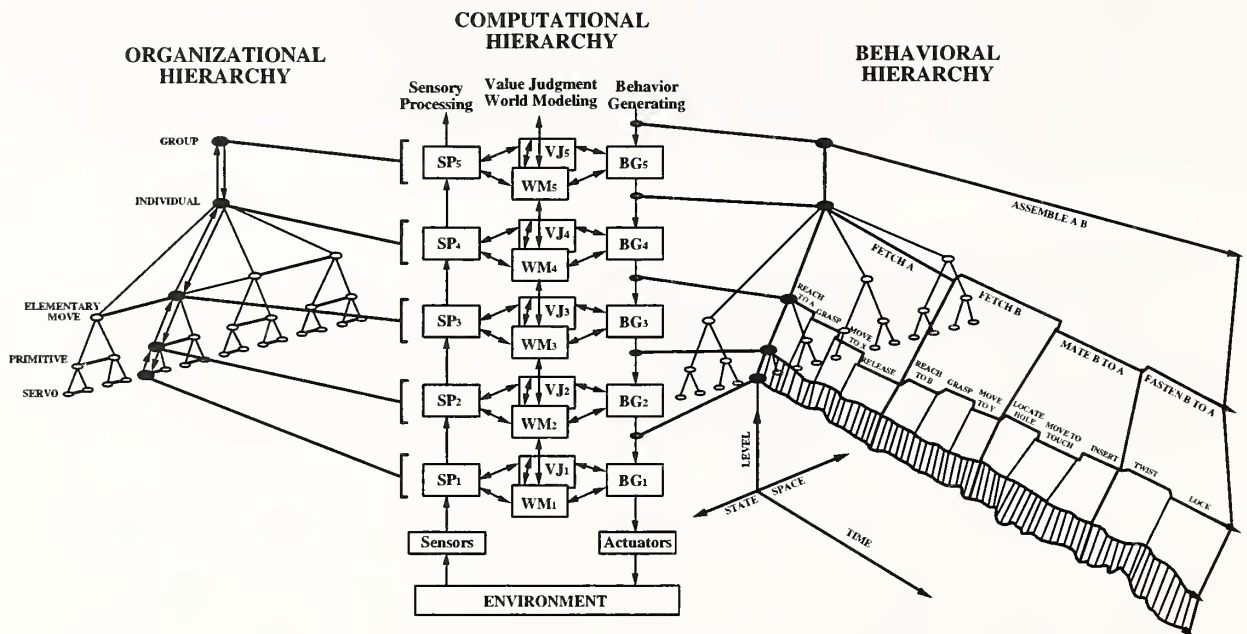 COMPUTATIONAL
HIERARCHY
ORGANIZATIONAL
HIERARCHY
BEHAVIORAL
HIERARCHY
Sensory
Processing
Value Judgment
World Modeling
Behavior
Generating
GROUP
INDIVIDUAL
ELEMENTARY
MOVE
PRIMITIVE
SERVO
SP5
VJ5
WM5
BG5
SP4
VJ4
WM4
BG4
SP3
VJ3
WM3
BG3
SP2
VJ2
WM2
BG2
SP1
VJ1
WM1
BG1
Sensors
Actuators
ENVIRONMENT
ASSEMBLE A B
FETCH A
FETCH B
MATE B TO A
FASTEN B TO A
REACH
TO A
GRASP
MOVE
TO X
RELEASE
REACH
TO B
GRASP
MOVE
TO Y
LOCATE
HOLE
MOVE TO
TOUCH
INSERT
TWIST
LOCK
LEVEL
STATE SPACE
TIME